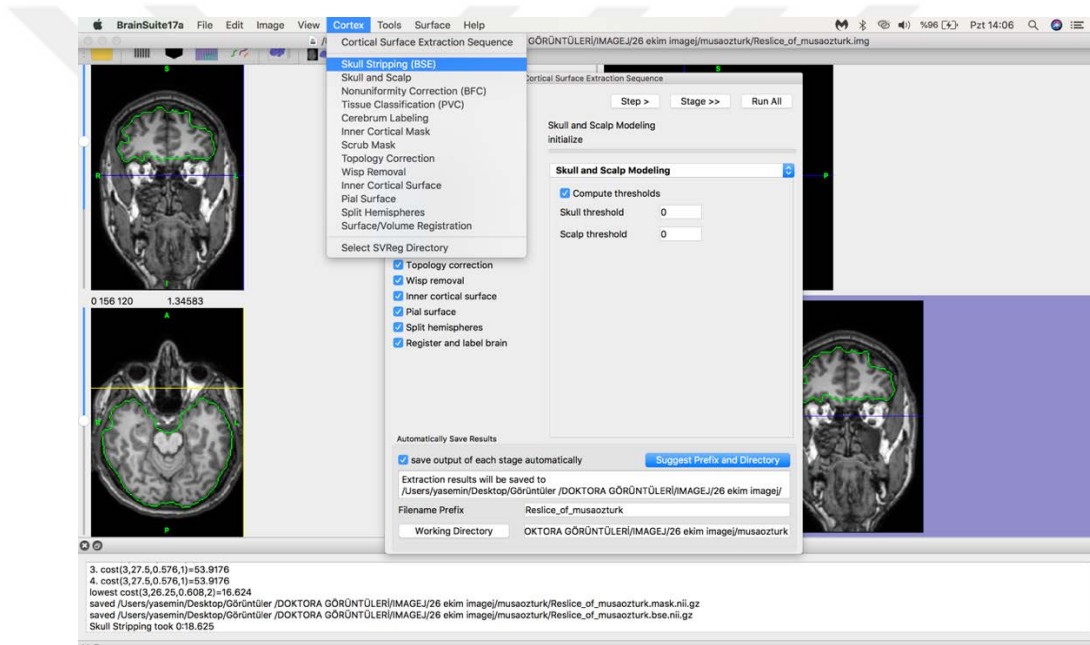 BrainSuite17a File Edit Image View Cortex Tools Surface Help %96 Pzt 14:06
GÖRÜNTÜLERİ/IMAGEJ/26 ekim imagej/musaozturk/Reslice_of_musaozturk.img
Cortical Surface Extraction Sequence
Skull Stripping (BSE)
Skull and Scalp
Nonuniformity Correction (BFC)
Tissue Classification (PVC)
Cerebrum Labeling
Inner Cortical Mask
Scrub Mask
Topology Correction
Wisp Removal
Inner Cortical Surface
Pial Surface
Split Hemispheres
Surface/Volume Registration
Select SVReg Directory
S
R
L
I
0 156 120 1.34583
A
P
S
P
Cortical Surface Extraction Sequence
Step > Stage >> Run All
Skull and Scalp Modeling
initialize
Skull and Scalp Modeling
Compute thresholds
Skull threshold 0
Scalp threshold 0
Topology correction
Wisp removal
Inner cortical surface
Pial surface
Split hemispheres
Register and label brain
Automatically Save Results
save output of each stage automatically Suggest Prefix and Directory
Extraction results will be saved to
/Users/yasemin/Desktop/Görüntüler /DOKTORA GÖRÜNTÜLERİ/IMAGEJ/26 ekim imagej/
Filename Prefix Reslice_of_musaozturk
Working Directory OKTORA GÖRÜNTÜLERİ/IMAGEJ/26 ekim imagej/musaozturk
3. cost(3,27.5,0.576,1)=53.9176
4. cost(3,27.5,0.576,1)=53.9176
lowest cost(3,26.25,0.608,2)=16.624
saved /Users/yasemin/Desktop/Görüntüler /DOKTORA GÖRÜNTÜLERİ/IMAGEJ/26 ekim imagej/musaozturk/Reslice_of_musaozturk.mask.nii.gz
saved /Users/yasemin/Desktop/Görüntüler /DOKTORA GÖRÜNTÜLERİ/IMAGEJ/26 ekim imagej/musaozturk/Reslice_of_musaozturk.bse.nii.gz
Skull Stripping took 0:18.625